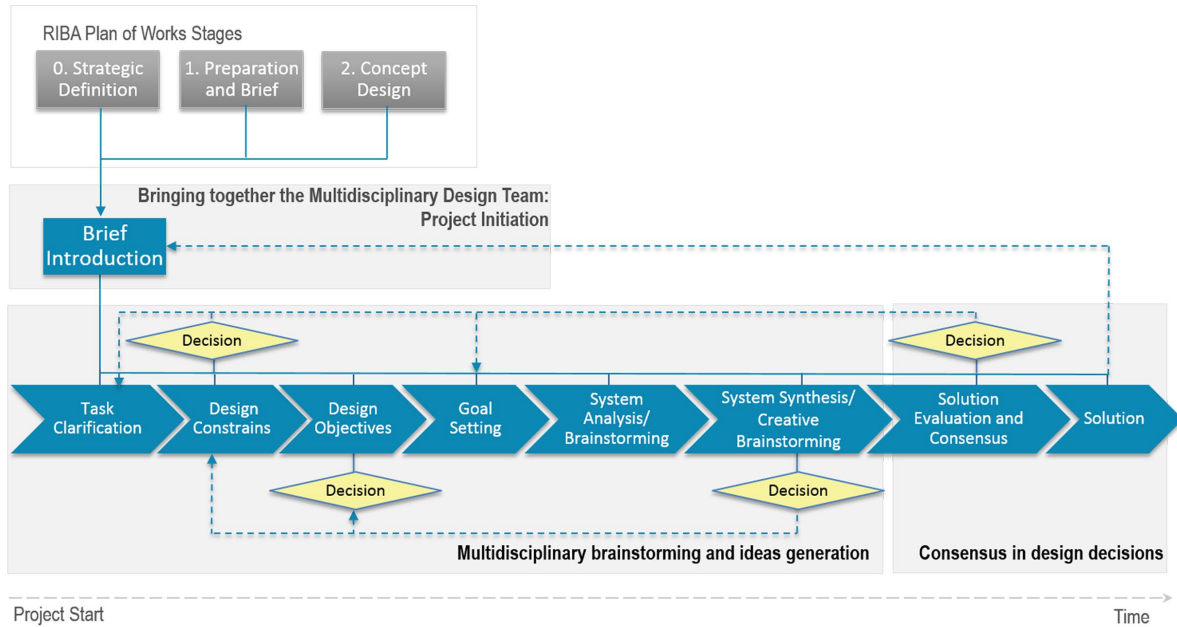 RIBA Plan of Works Stages
0. Strategic
Definition
1. Preparation
and Brief
2. Concept
Design
Bringing together the Multidisciplinary Design Team:
Project Initiation
Brief
Introduction
Decision
Decision
Task
Clarification
Design
Constrains
Design
Objectives
Goal
Setting
System
Analysis/
Brainstorming
System Synthesis/
Creative
Brainstorming
Solution
Evaluation and
Consensus
Solution
Decision
Decision
Multidisciplinary brainstorming and ideas generation
Consensus in design decisions
Project Start
Time